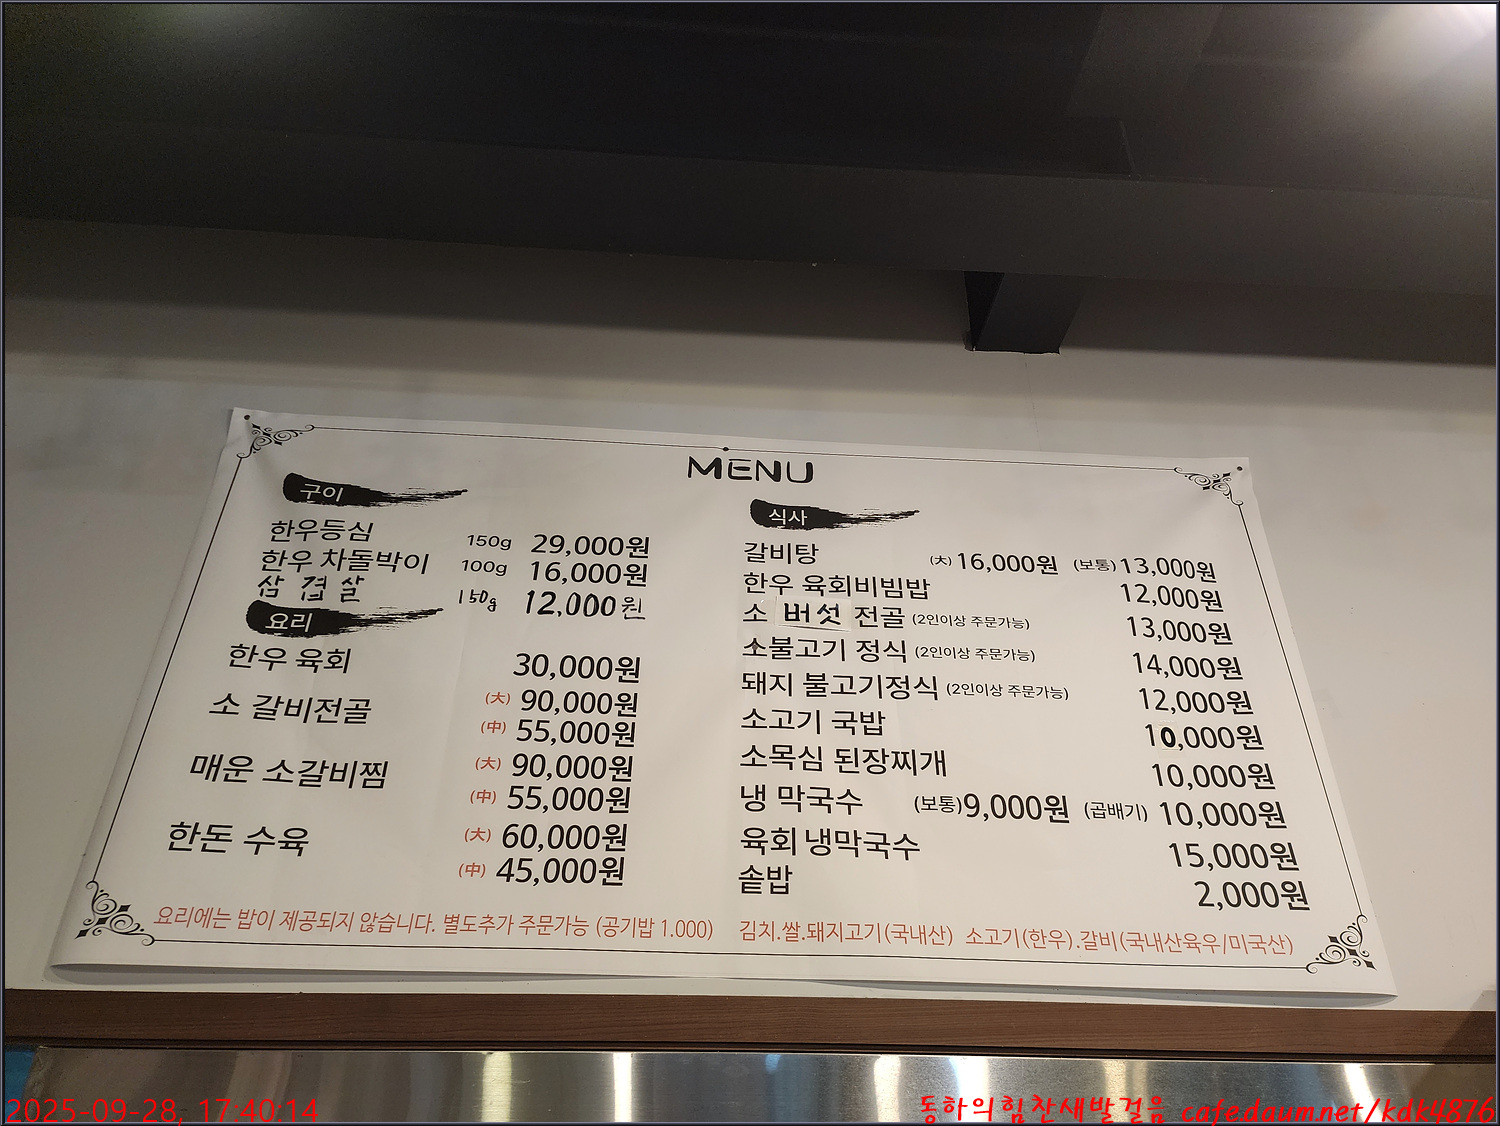 MENU
구이
한우등심 150g 29,000원
한우 차돌박이 100g 16,000원
삼겹살 150g 12,000원
요리
한우 육회 30,000원
소 갈비전골 (大) 90,000원
(中) 55,000원
매운 소갈비찜 (大) 90,000원
(中) 55,000원
한돈 수육 (大) 60,000원
(中) 45,000원
요리에는 밥이 제공되지 않습니다. 별도추가 주문가능 (공기밥 1.000)
식사
갈비탕 (大) 16,000원 (보통) 13,000원
한우 육회비빔밥 12,000원
소 버섯 전골 (2인이상 주문가능) 13,000원
소불고기 정식 (2인이상 주문가능) 14,000원
돼지 불고기정식 (2인이상 주문가능) 12,000원
소고기 국밥 10,000원
소목심 된장찌개 10,000원
냉 막국수 (보통) 9,000원 (곱배기) 10,000원
육회 냉막국수 15,000원
솥밥 2,000원
김치.쌀.돼지고기(국내산) 소고기(한우).갈비(국내산육우/미국산)
2025-09-28, 17:40:14
동하의힘찬새발걸음 cafe.daum.net/kdk4876